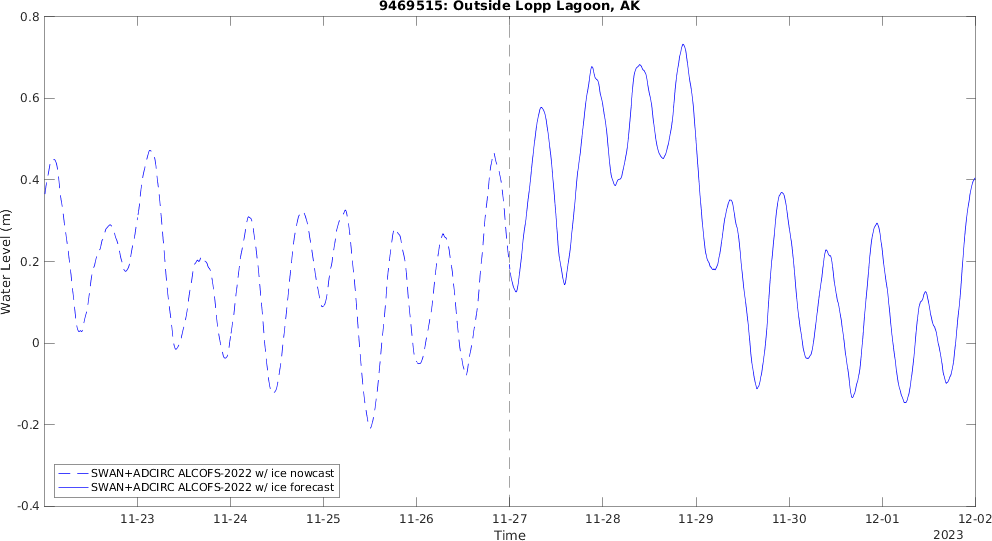 9469515: Outside Lopp Lagoon, AK
0.8
0.6
0.4
0.2
0
-0.2
-0.4
Water Level (m)
SWAN+ADCIRC ALCOFS-2022 w/ ice nowcast
SWAN+ADCIRC ALCOFS-2022 w/ ice forecast
11-23 11-24 11-25 11-26 11-27 11-28 11-29 11-30 12-01 12-02
Time
2023